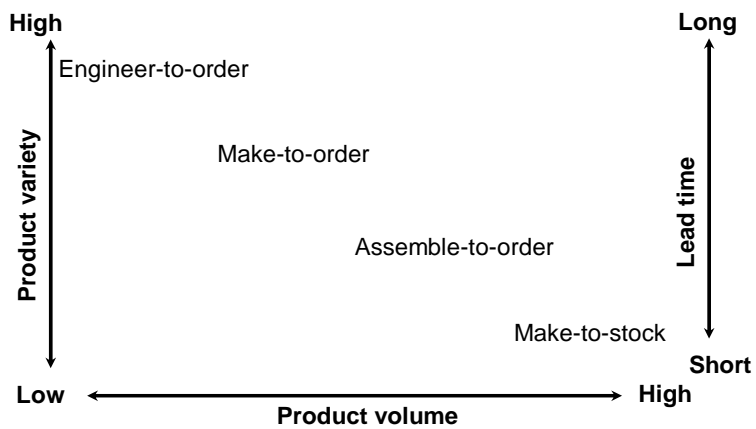 High
Long
Engineer-to-order
Make-to-order
Product variety
Lead time
Assemble-to-order
Make-to-stock
Short
Low
High
Product volume